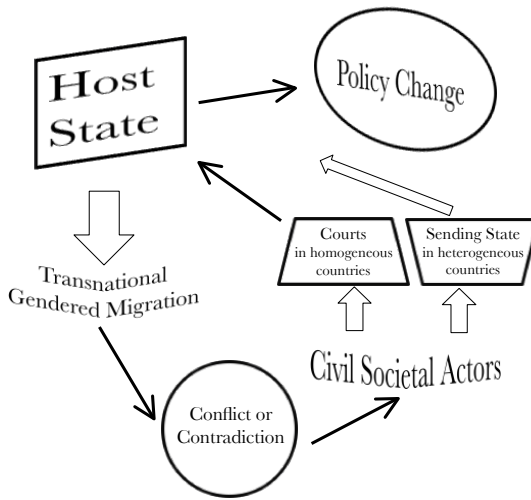 Host
State
Policy Change
Transnational
Gendered Migration
Courts
in homogeneous
countries
Sending State
in heterogeneous
countries
Civil Societal Actors
Conflict or
Contradiction